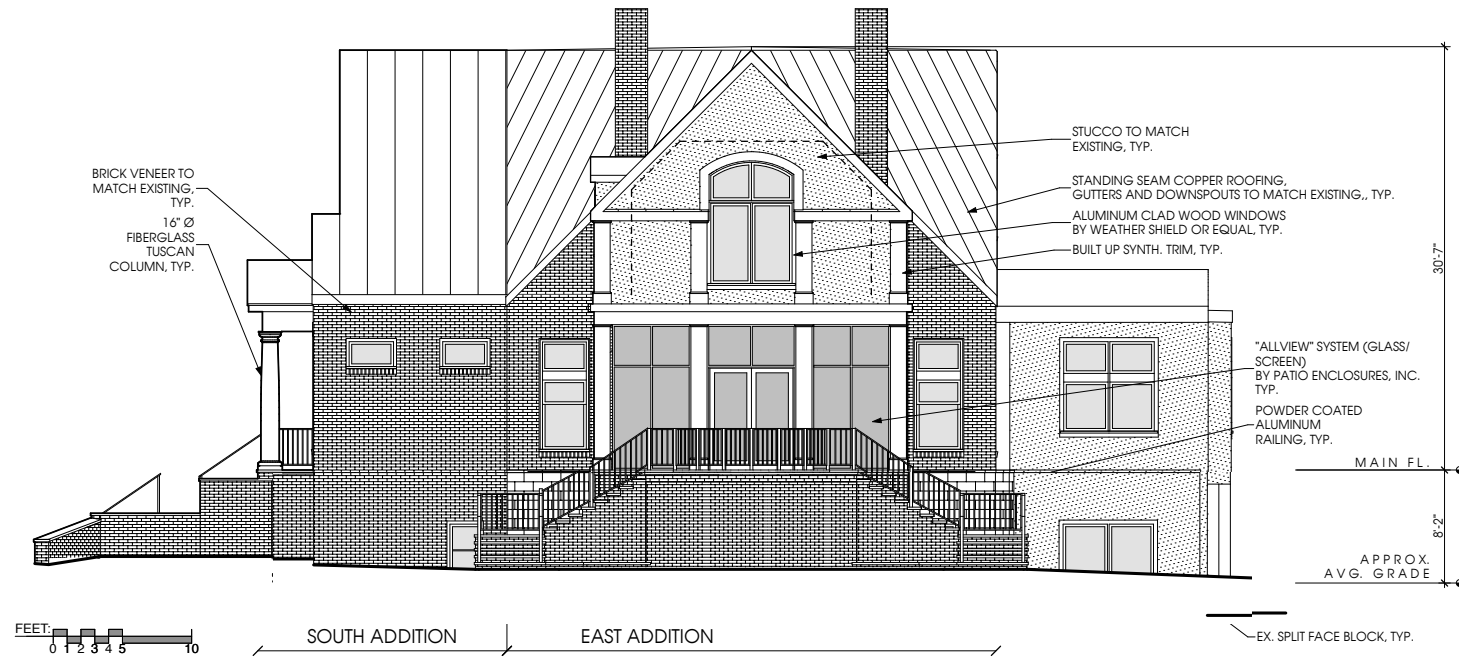 STUCCO TO MATCH
EXISTING, TYP.
BRICK VENEER TO
MATCH EXISTING,
TYP.
16" Ø
FIBERGLASS
TUSCAN
COLUMN, TYP.
STANDING SEAM COPPER ROOFING,
GUTTERS AND DOWNSPOUTS TO MATCH EXISTING,, TYP.
ALUMINUM CLAD WOOD WINDOWS
BY WEATHER SHIELD OR EQUAL, TYP.
BUILT UP SYNTH. TRIM, TYP.
30'-7"
"ALLVIEW" SYSTEM (GLASS/
SCREEN)
BY PATIO ENCLOSURES, INC.
TYP.
POWDER COATED
ALUMINUM
RAILING, TYP.
MAIN FL.
8'-2"
APPROX.
AVG. GRADE
FEET:
0 1 2 3 4 5 10
SOUTH ADDITION
EAST ADDITION
EX. SPLIT FACE BLOCK, TYP.